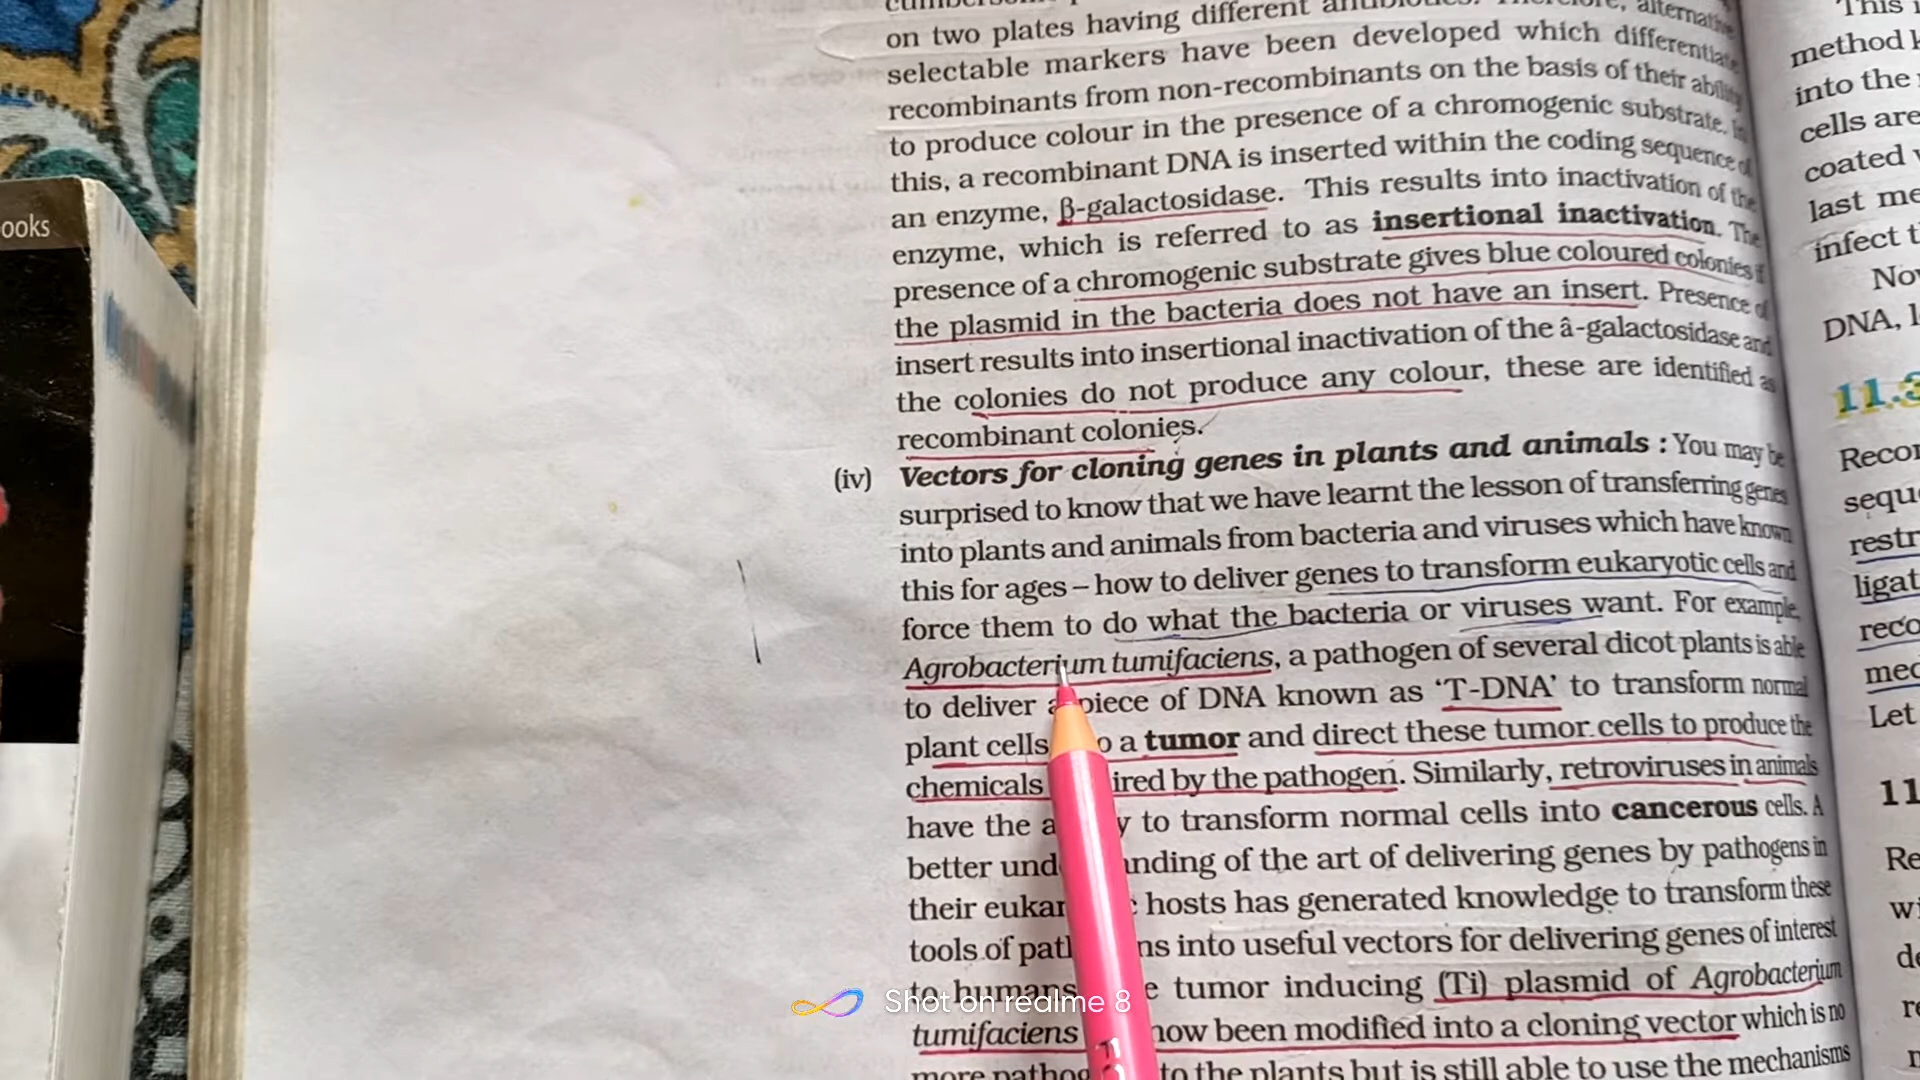 on two plates having different alternative
selectable markers have been developed which differentiate
recombinants from non-recombinants on the basis of their ability
to produce colour in the presence of a chromogenic substrate. In
this, a recombinant DNA is inserted within the coding sequence of
an enzyme, β-galactosidase. This results into inactivation of the
enzyme, which is referred to as insertional inactivation. The
presence of a chromogenic substrate gives blue coloured colonies if
the plasmid in the bacteria does not have an insert. Presence of
insert results into insertional inactivation of the â-galactosidase and
the colonies do not produce any colour, these are identified as
recombinant colonies.
(iv) Vectors for cloning genes in plants and animals : You may be
surprised to know that we have learnt the lesson of transferring genes
into plants and animals from bacteria and viruses which have known
this for ages – how to deliver genes to transform eukaryotic cells and
force them to do what the bacteria or viruses want. For example,
Agrobacterium tumifaciens, a pathogen of several dicot plants is able
to deliver a piece of DNA known as ‘T-DNA’ to transform normal
plant cells to a tumor and direct these tumor cells to produce the
chemicals ired by the pathogen. Similarly, retroviruses in animals
have the a y to transform normal cells into cancerous cells. A
better und nding of the art of delivering genes by pathogens in
their eukar c hosts has generated knowledge to transform these
tools of path ns into useful vectors for delivering genes of interest
to humans e tumor inducing (Ti) plasmid of Agrobacterium
tumifaciens now been modified into a cloning vector which is no
more pathog to the plants but is still able to use the mechanisms
This i
method k
into the
cells are
coated
last me
infect t
Nov
DNA, l
11.3
Recor
sequ
restr
ligat
reco
med
Let
11
Re
wi
de
re
ooks
Shot on realme 8